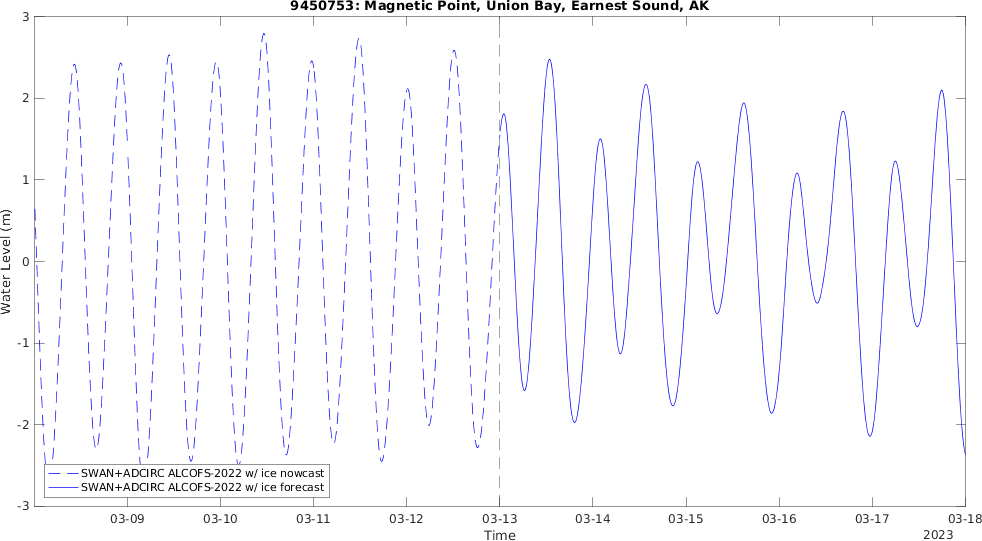 9450753: Magnetic Point, Union Bay, Earnest Sound, AK
3
2
1
0
-1
-2
-3
Water Level (m)
SWAN+ADCIRC ALCOFS-2022 w/ ice nowcast
SWAN+ADCIRC ALCOFS-2022 w/ ice forecast
03-09 03-10 03-11 03-12 03-13 03-14 03-15 03-16 03-17 03-18
Time
2023